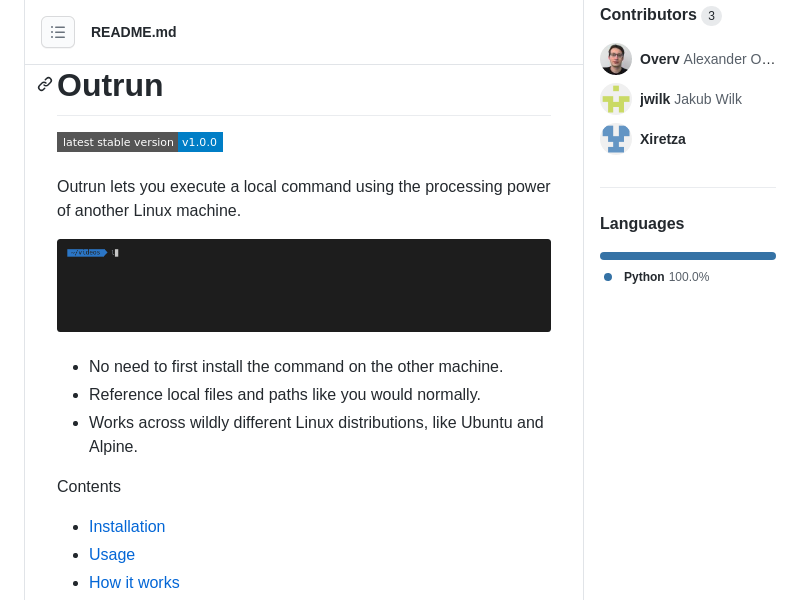 README.md
Outrun
latest stable version v1.0.0
Outrun lets you execute a local command using the processing power
of another Linux machine.
~/videos
No need to first install the command on the other machine.
Reference local files and paths like you would normally.
Works across wildly different Linux distributions, like Ubuntu and
Alpine.
Contents
Installation
Usage
How it works
Contributors 3
Overv Alexander O…
jwilk Jakub Wilk
Xiretza
Languages
Python 100.0%